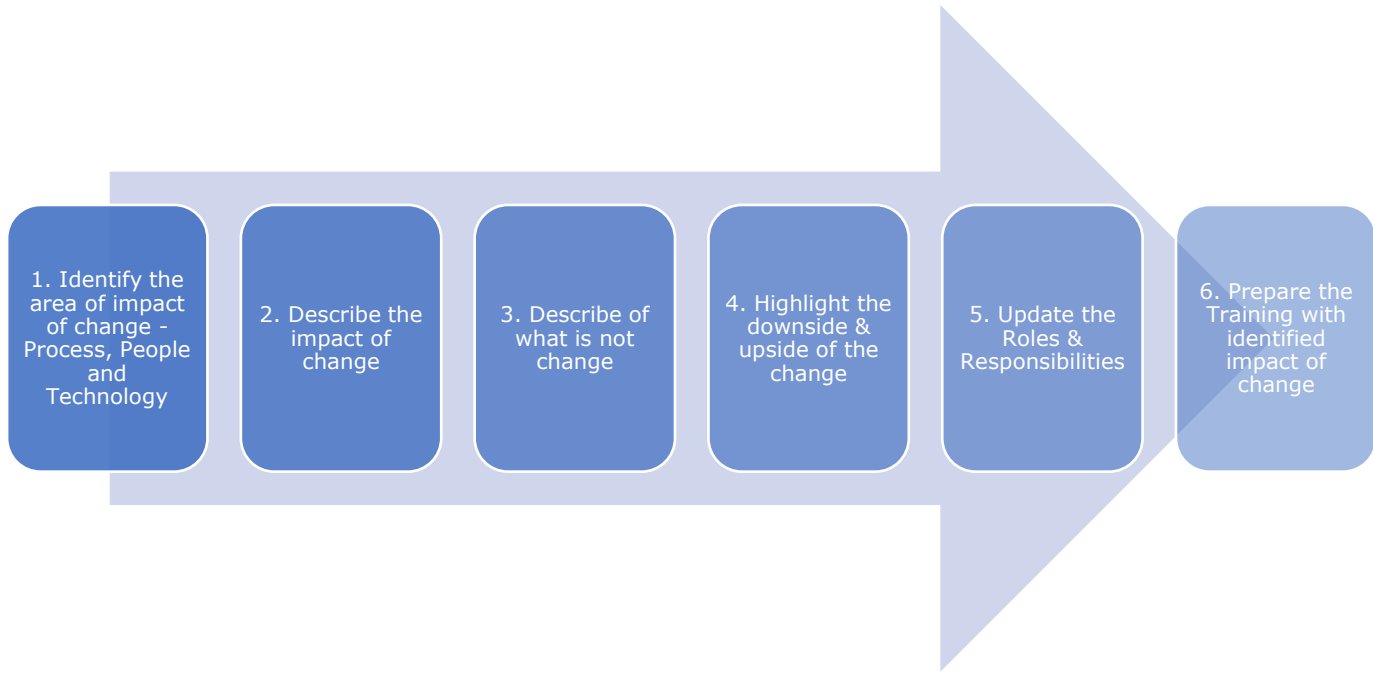 1. Identify the
area of impact
of change -
Process, People
and
Technology
2. Describe the
impact of
change
3. Describe of
what is not
change
4. Highlight the
downside &
upside of the
change
5. Update the
Roles &
Responsibilities
6. Prepare the
Training with
identified
impact of
change